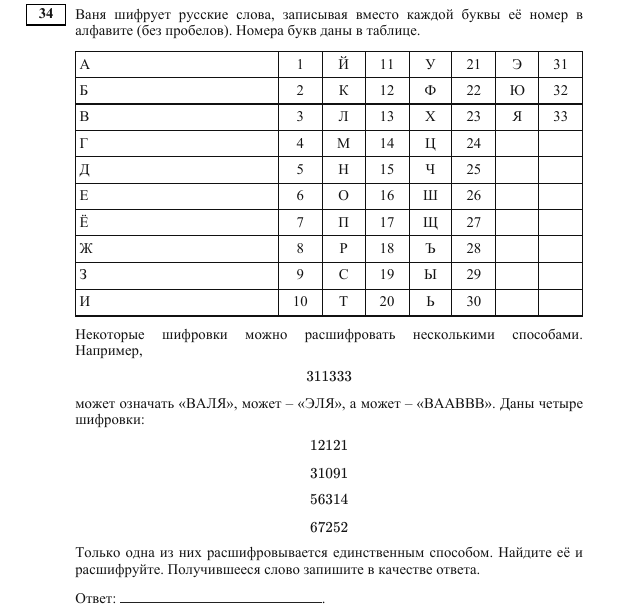 34 Ваня шифрует русские слова, записывая вместо каждой буквы её номер в
алфавите (без пробелов). Номера букв даны в таблице.
А 1 Й 11 У 21 Э 31
Б 2 К 12 Ф 22 Ю 32
В 3 Л 13 Х 23 Я 33
Г 4 М 14 Ц 24
Д 5 Н 15 Ч 25
Е 6 О 16 Ш 26
Ё 7 П 17 Щ 27
Ж 8 Р 18 Ъ 28
З 9 С 19 Ы 29
И 10 Т 20 Ь 30
Некоторые шифровки можно расшифровать несколькими способами.
Например,
311333
может означать «ВАЛЯ», может – «ЭЛЯ», а может – «ВААВВВ». Даны четыре
шифровки:
12121
31091
56314
67252
Только одна из них расшифровывается единственным способом. Найдите её и
расшифруйте. Получившееся слово запишите в качестве ответа.
Ответ: .